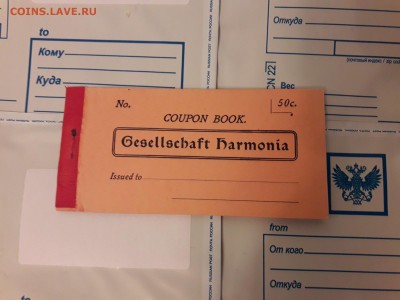 COINS.LAVE.RU
to
Кому
Куда
from
Откуда
CN 22
Вес
No.
50c.
COUPON BOOK.
Gesellschaft Harmonia
Issued to
from
От кого
Откуда